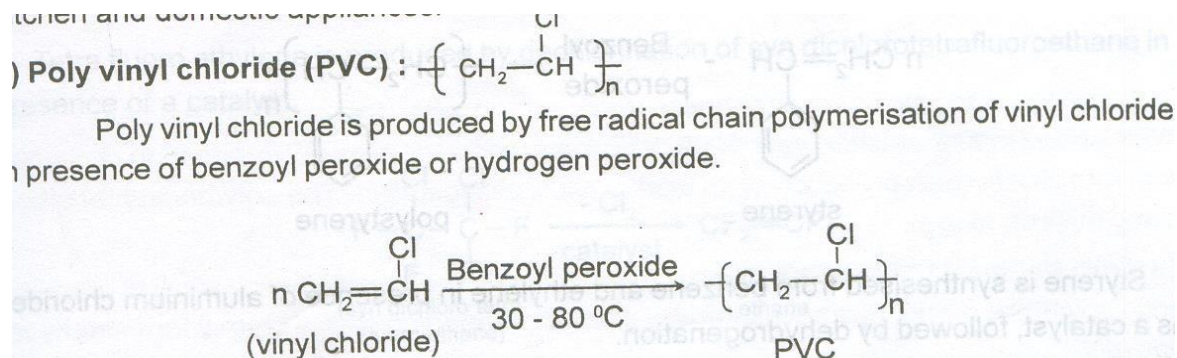 ) Poly vinyl chloride (PVC) :
Cl
{ CH₂—CH }n
Poly vinyl chloride is produced by free radical chain polymerisation of vinyl chloride
presence of benzoyl peroxide or hydrogen peroxide.
Cl
n CH₂=CH
Benzoyl peroxide
30 - 80 ⁰C
Cl
{ CH₂—CH }n
(vinyl chloride)
PVC